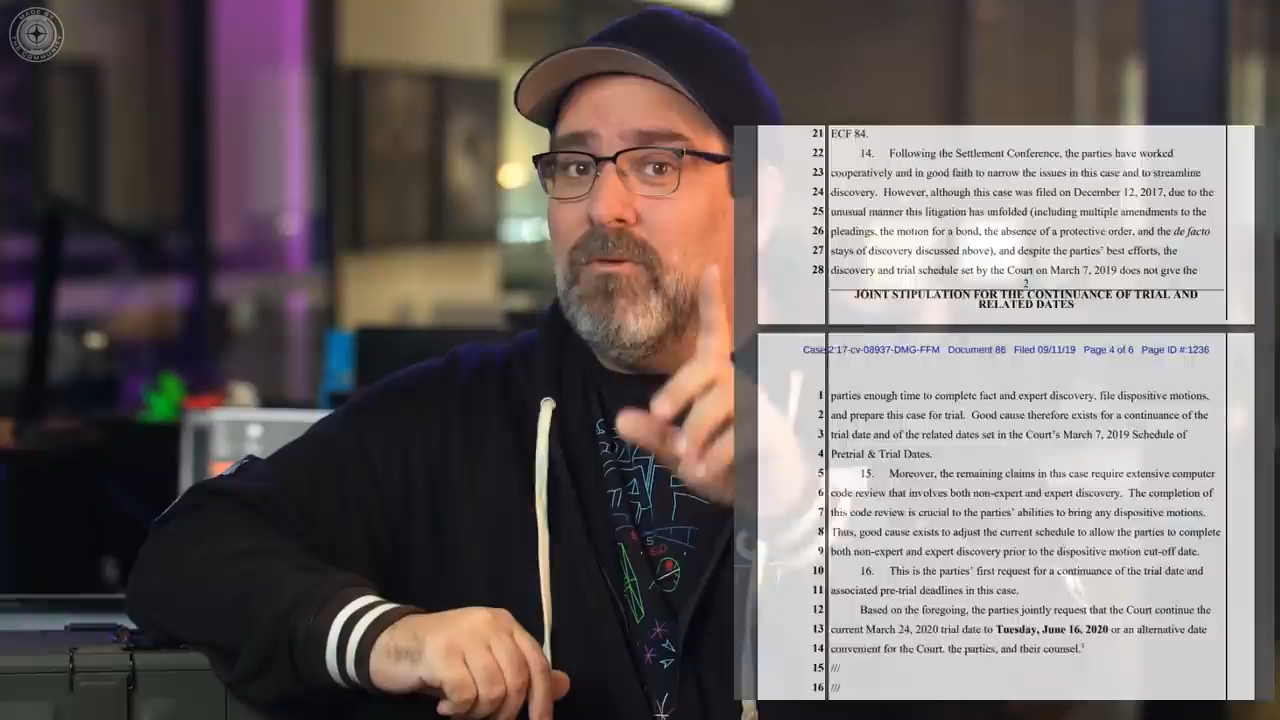 MADE BY
THE COMMUNITY
21 ECF 84.
22 14. Following the Settlement Conference, the parties have worked
23 cooperatively and in good faith to narrow the issues in this case and to streamline
24 discovery. However, although this case was filed on December 12, 2017, due to the
25 unusual manner this litigation has unfolded (including multiple amendments to the
26 pleadings, the motion for a bond, the absence of a protective order, and the de facto
27 stays of discovery discussed above), and despite the parties' best efforts, the
28 discovery and trial schedule set by the Court on March 7, 2019 does not give the
2
JOINT STIPULATION FOR THE CONTINUANCE OF TRIAL AND
RELATED DATES
Case 2:17-cv-08937-DMG-FFM Document 86 Filed 09/11/19 Page 4 of 6 Page ID #:1236
1 parties enough time to complete fact and expert discovery, file dispositive motions,
2 and prepare this case for trial. Good cause therefore exists for a continuance of the
3 trial date and of the related dates set in the Court's March 7, 2019 Schedule of
4 Pretrial & Trial Dates.
5 15. Moreover, the remaining claims in this case require extensive computer
6 code review that involves both non-expert and expert discovery. The completion of
7 this code review is crucial to the parties' abilities to bring any dispositive motions.
8 Thus, good cause exists to adjust the current schedule to allow the parties to complete
9 both non-expert and expert discovery prior to the dispositive motion cut-off date.
10 16. This is the parties' first request for a continuance of the trial date and
11 associated pre-trial deadlines in this case.
12 Based on the foregoing, the parties jointly request that the Court continue the
13 current March 24, 2020 trial date to Tuesday, June 16, 2020 or an alternative date
14 convenient for the Court, the parties, and their counsel.1
15 ///
16 ///